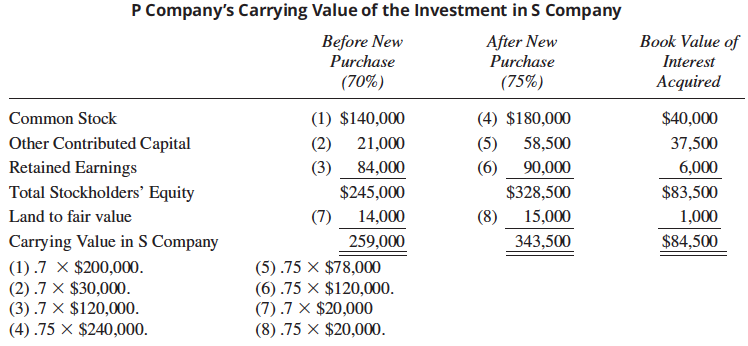 P Company's Carrying Value of the Investment in S Company
Before New Purchase (70%) After New Purchase (75%) Book Value of Interest Acquired
Common Stock (1) $140,000 (4) $180,000 $40,000
Other Contributed Capital (2) 21,000 (5) 58,500 37,500
Retained Earnings (3) 84,000 (6) 90,000 6,000
Total Stockholders' Equity $245,000 $328,500 $83,500
Land to fair value (7) 14,000 (8) 15,000 1,000
Carrying Value in S Company 259,000 343,500 $84,500
(1) .7 × $200,000. (5) .75 × $78,000
(2) .7 × $30,000. (6) .75 × $120,000.
(3) .7 × $120,000. (7) .7 × $20,000
(4) .75 × $240,000. (8) .75 × $20,000.